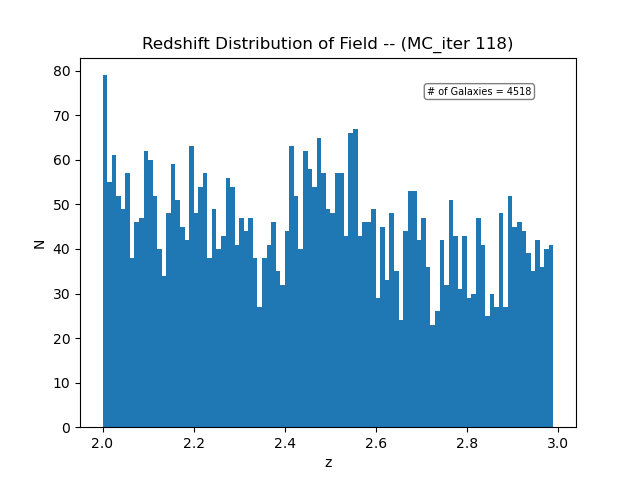 Redshift Distribution of Field -- (MC_iter 118)
# of Galaxies = 4518
80
70
60
50
40
30
20
10
0
N
2.0 2.2 2.4 2.6 2.8 3.0
z